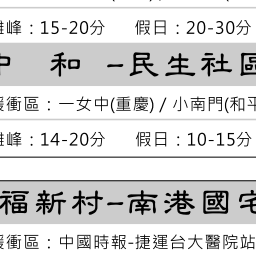 峰：15-20分 假日：20-30分
中 和 -民生社區
衝區：一女中(重慶) / 小南門(和平
峰：14-20分 假日：10-15分
福新村-南港國宅
衝區：中國時報-捷運台大醫院站